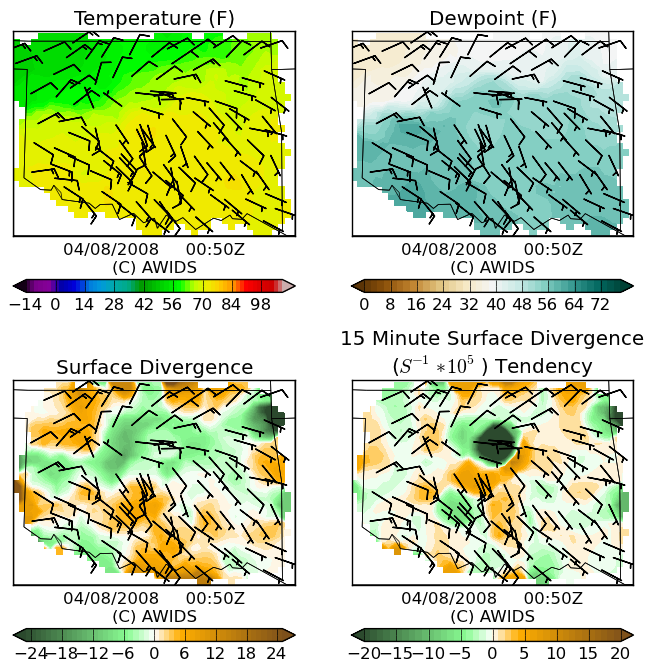 Temperature (F)
Dewpoint (F)
04/08/2008 00:50Z
(C) AWIDS
04/08/2008 00:50Z
(C) AWIDS
−14 0 14 28 42 56 70 84 98
0 8 16 24 32 40 48 56 64 72
15 Minute Surface Divergence
Surface Divergence
(S⁻¹ *10⁵ ) Tendency
04/08/2008 00:50Z
(C) AWIDS
04/08/2008 00:50Z
(C) AWIDS
−24 −18 −12 −6 0 6 12 18 24
−20 −15 −10 −5 0 5 10 15 20